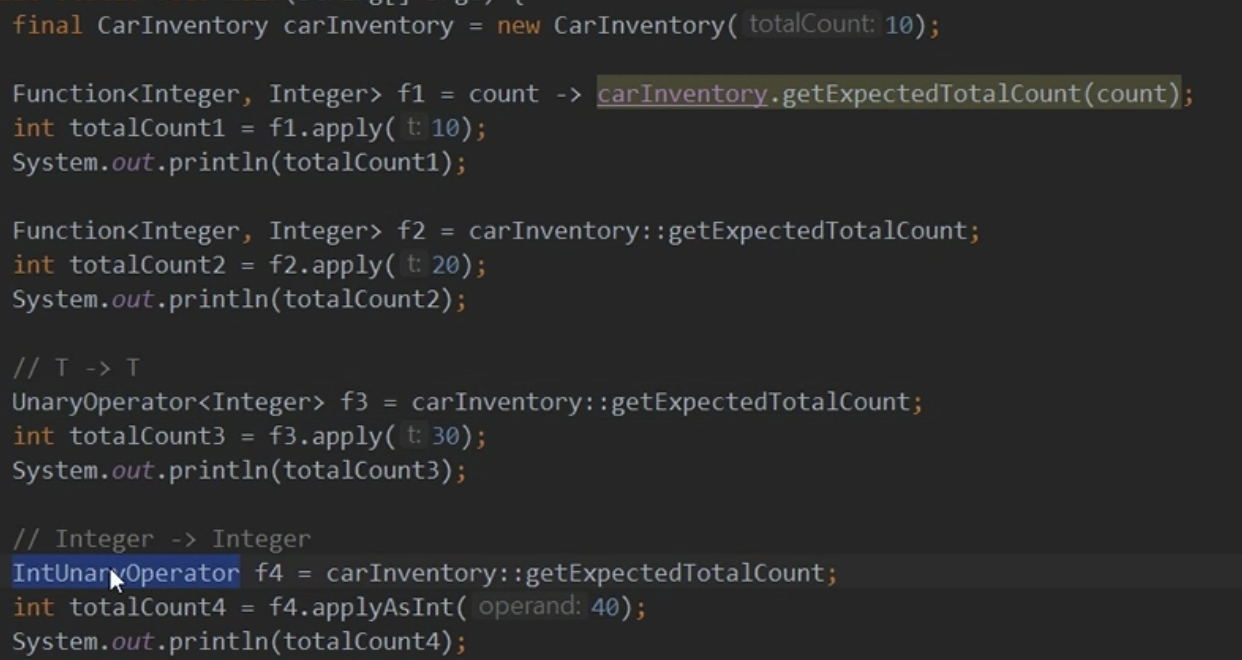 final CarInventory carInventory = new CarInventory( totalCount: 10);
Function<Integer, Integer> f1 = count -> carInventory.getExpectedTotalCount(count);
int totalCount1 = f1.apply( t: 10);
System.out.println(totalCount1);
Function<Integer, Integer> f2 = carInventory::getExpectedTotalCount;
int totalCount2 = f2.apply( t: 20);
System.out.println(totalCount2);
// T -> T
UnaryOperator<Integer> f3 = carInventory::getExpectedTotalCount;
int totalCount3 = f3.apply( t: 30);
System.out.println(totalCount3);
// Integer -> Integer
IntUnaryOperator f4 = carInventory::getExpectedTotalCount;
int totalCount4 = f4.applyAsInt( operand: 40);
System.out.println(totalCount4);